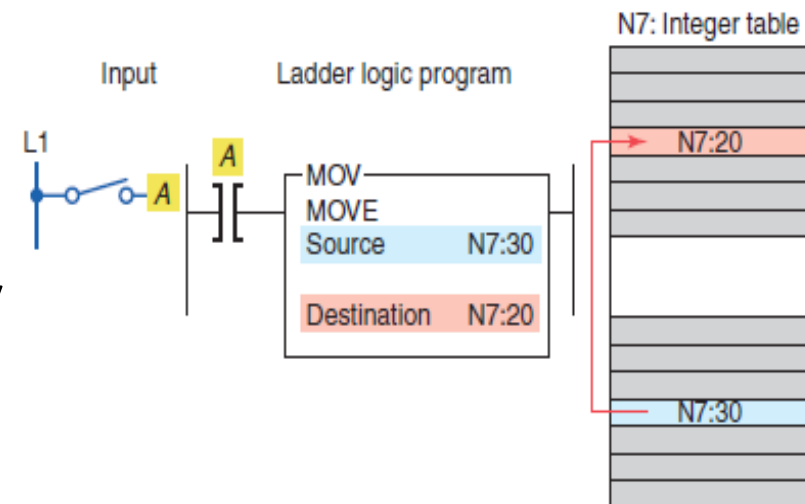 N7: Integer table
Input
Ladder logic program
L1
A
A
MOV
MOVE
Source N7:30
Destination N7:20
N7:20
N7:30